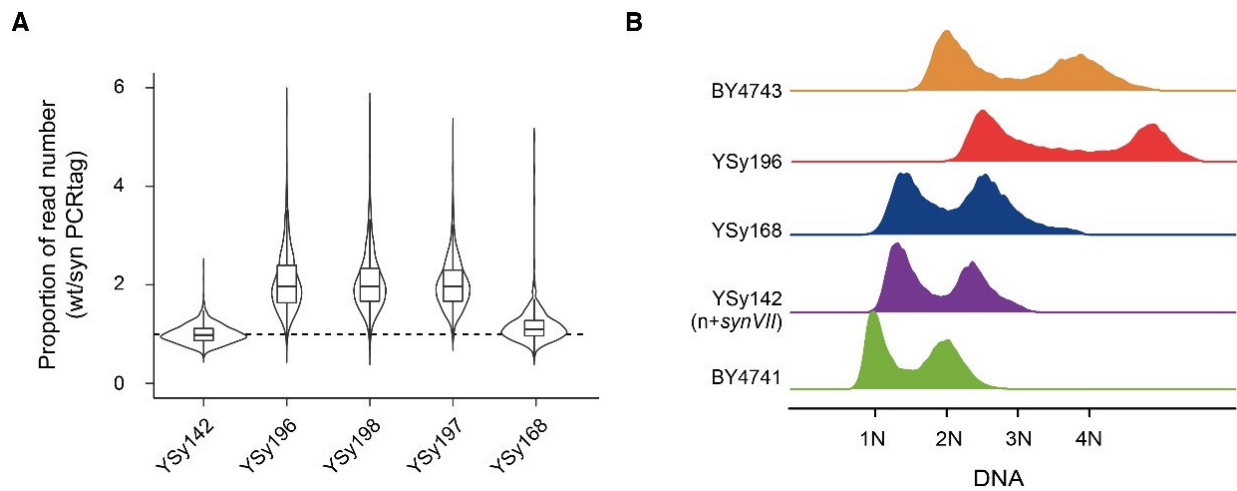 A
Proportion of read number
(wt/syn PCRtag)
6
4
2
0
YSy142
YSy196
YSy198
YSy197
YSy168
B
BY4743
YSy196
YSy168
YSy142
(n+synVII)
BY4741
1N
2N
3N
4N
DNA